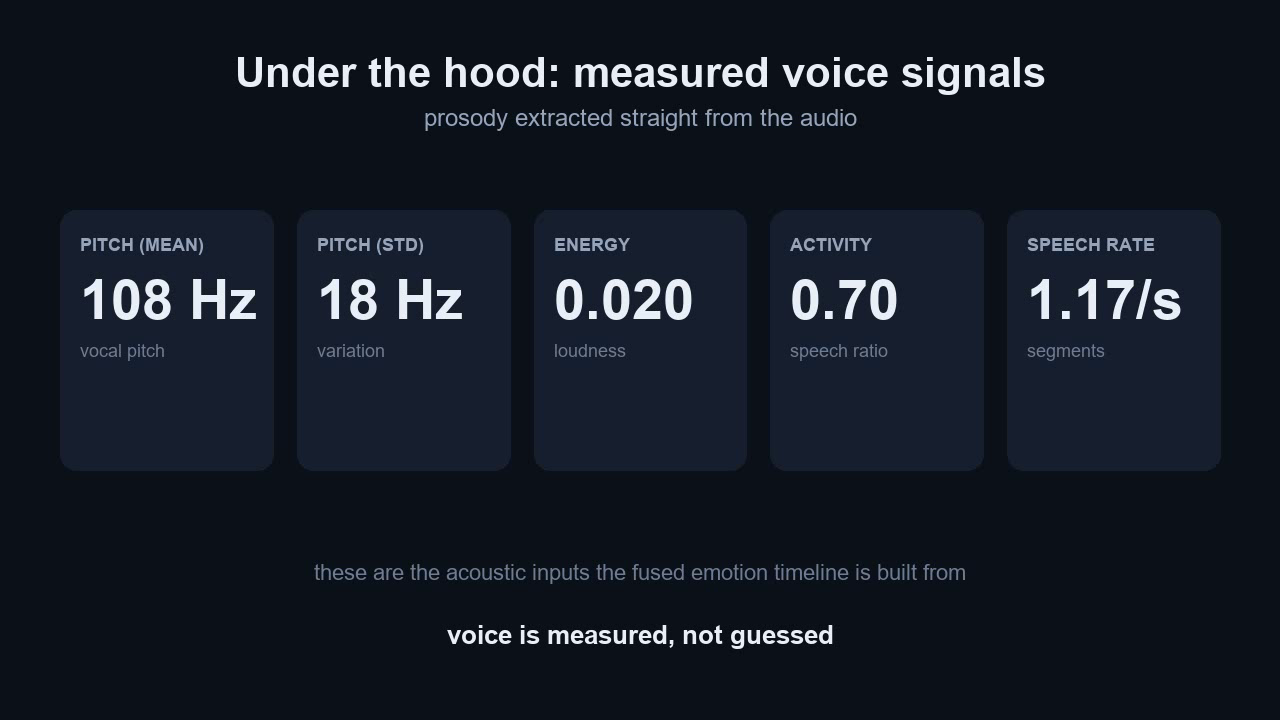 Under the hood: measured voice signals
prosody extracted straight from the audio
PITCH (MEAN)
108 Hz
vocal pitch
PITCH (STD)
18 Hz
variation
ENERGY
0.020
loudness
ACTIVITY
0.70
speech ratio
SPEECH RATE
1.17/s
segments
these are the acoustic inputs the fused emotion timeline is built from
voice is measured, not guessed